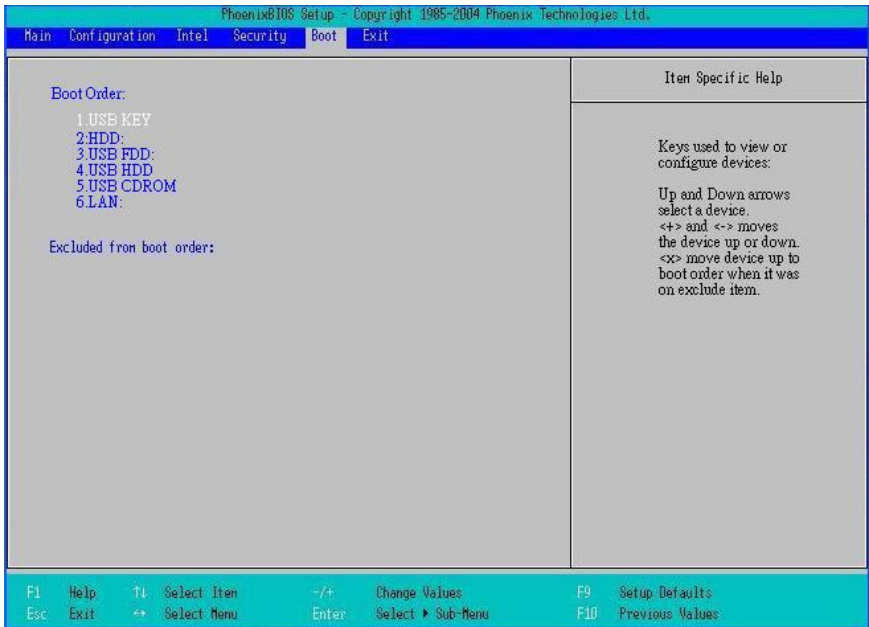 PhoenixBIOS Setup - Copyright 1985-2004 Phoenix Technologies Ltd.
Main Configuration Intel Security Boot Exit
Boot Order:
1.USB KEY
2:HDD:
3.USB FDD:
4.USB HDD
5.USB CDROM
6.LAN:
Excluded from boot order:
Item Specific Help
Keys used to view or
configure devices:
Up and Down arrows
select a device.
<+> and <-> moves
the device up or down.
<x> move device up to
boot order when it was
on exclude item.
F1 Help ↑↓ Select Item -/+ Change Values F9 Setup Defaults
Esc Exit ↔ Select Menu Enter Select ▶ Sub-Menu F10 Previous Values